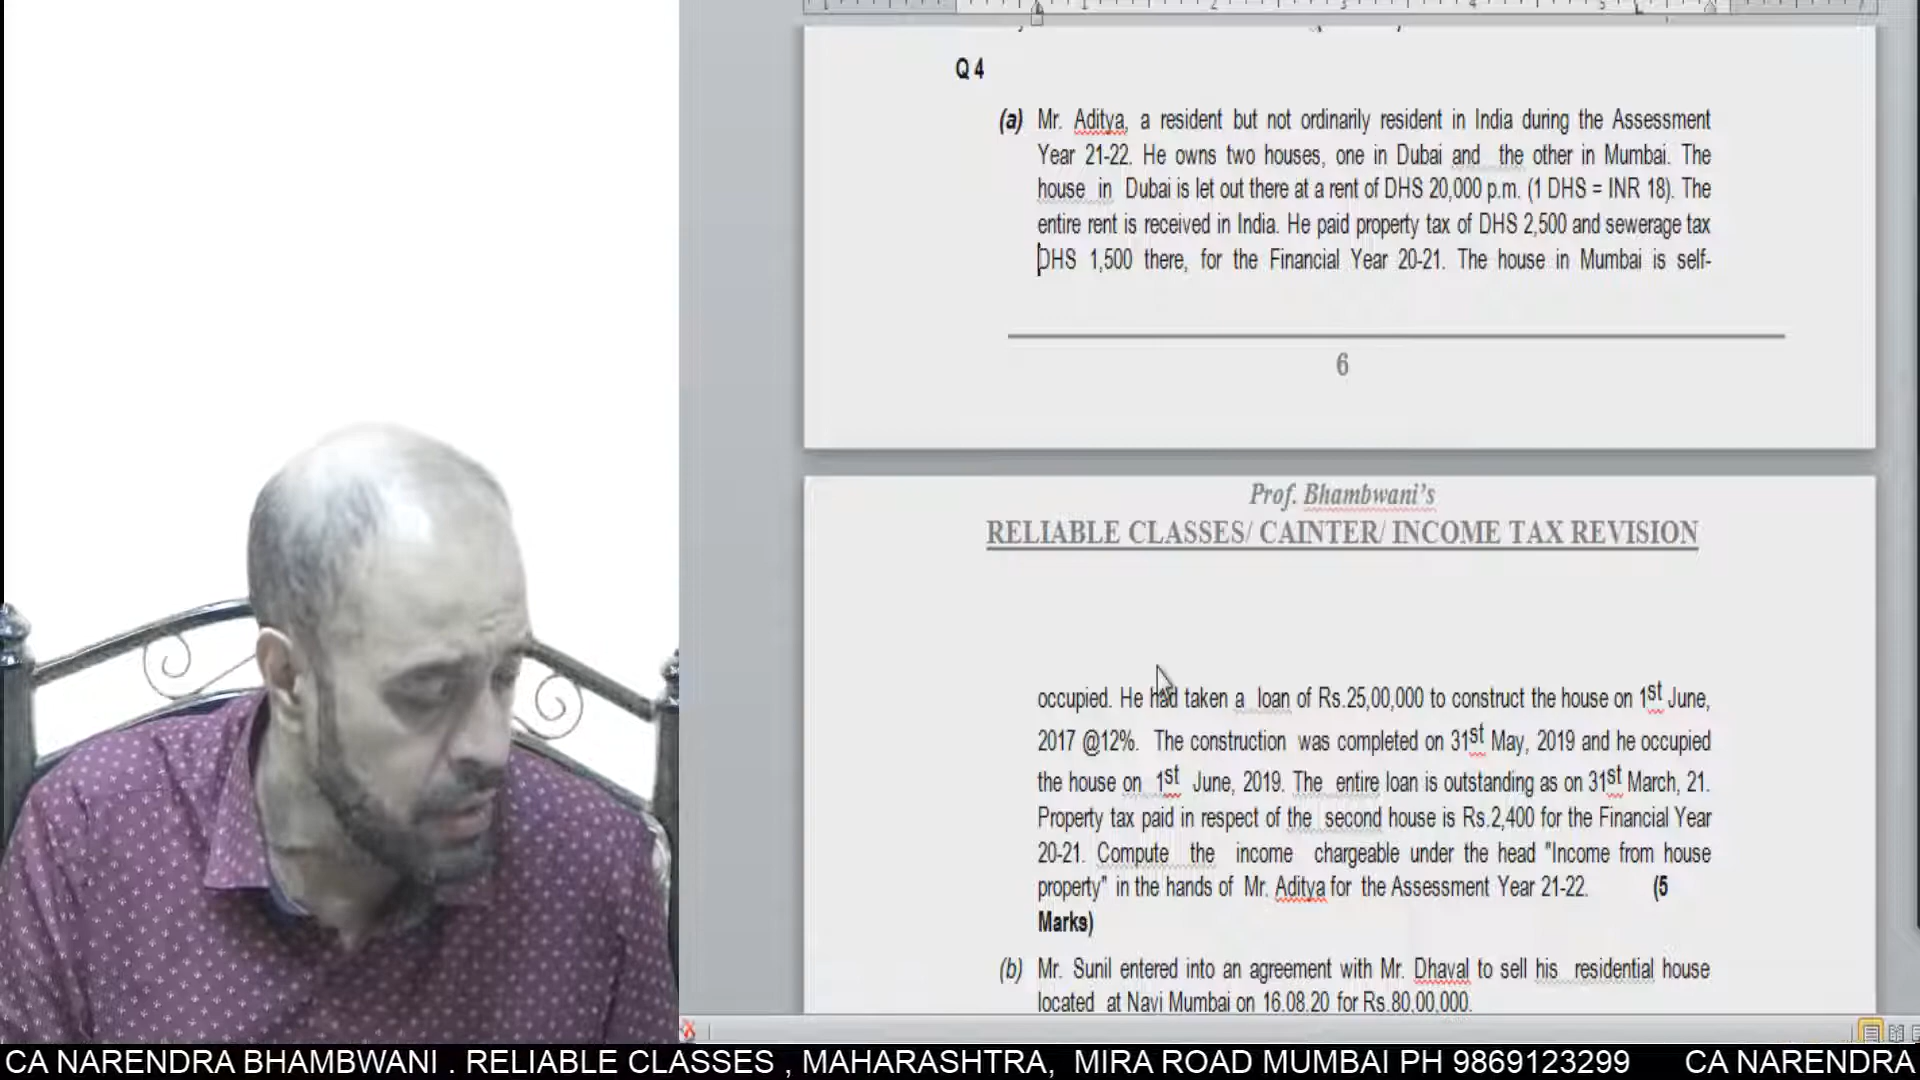 Q 4
(a) Mr. Aditya, a resident but not ordinarily resident in India during the Assessment
Year 21-22. He owns two houses, one in Dubai and the other in Mumbai. The
house in Dubai is let out there at a rent of DHS 20,000 p.m. (1 DHS = INR 18). The
entire rent is received in India. He paid property tax of DHS 2,500 and sewerage tax
DHS 1,500 there, for the Financial Year 20-21. The house in Mumbai is self-
6
Prof. Bhambwani's
RELIABLE CLASSES/ CAINTER/ INCOME TAX REVISION
occupied. He had taken a loan of Rs.25,00,000 to construct the house on 1st June,
2017 @12%. The construction was completed on 31st May, 2019 and he occupied
the house on 1st June, 2019. The entire loan is outstanding as on 31st March, 21.
Property tax paid in respect of the second house is Rs.2,400 for the Financial Year
20-21. Compute the income chargeable under the head "Income from house
property" in the hands of Mr. Aditya for the Assessment Year 21-22. (5
Marks)
(b) Mr. Sunil entered into an agreement with Mr. Dhaval to sell his residential house
located at Navi Mumbai on 16.08.20 for Rs.80,00,000.
CA NARENDRA BHAMBWANI . RELIABLE CLASSES , MAHARASHTRA, MIRA ROAD MUMBAI PH 9869123299 CA NARENDRA